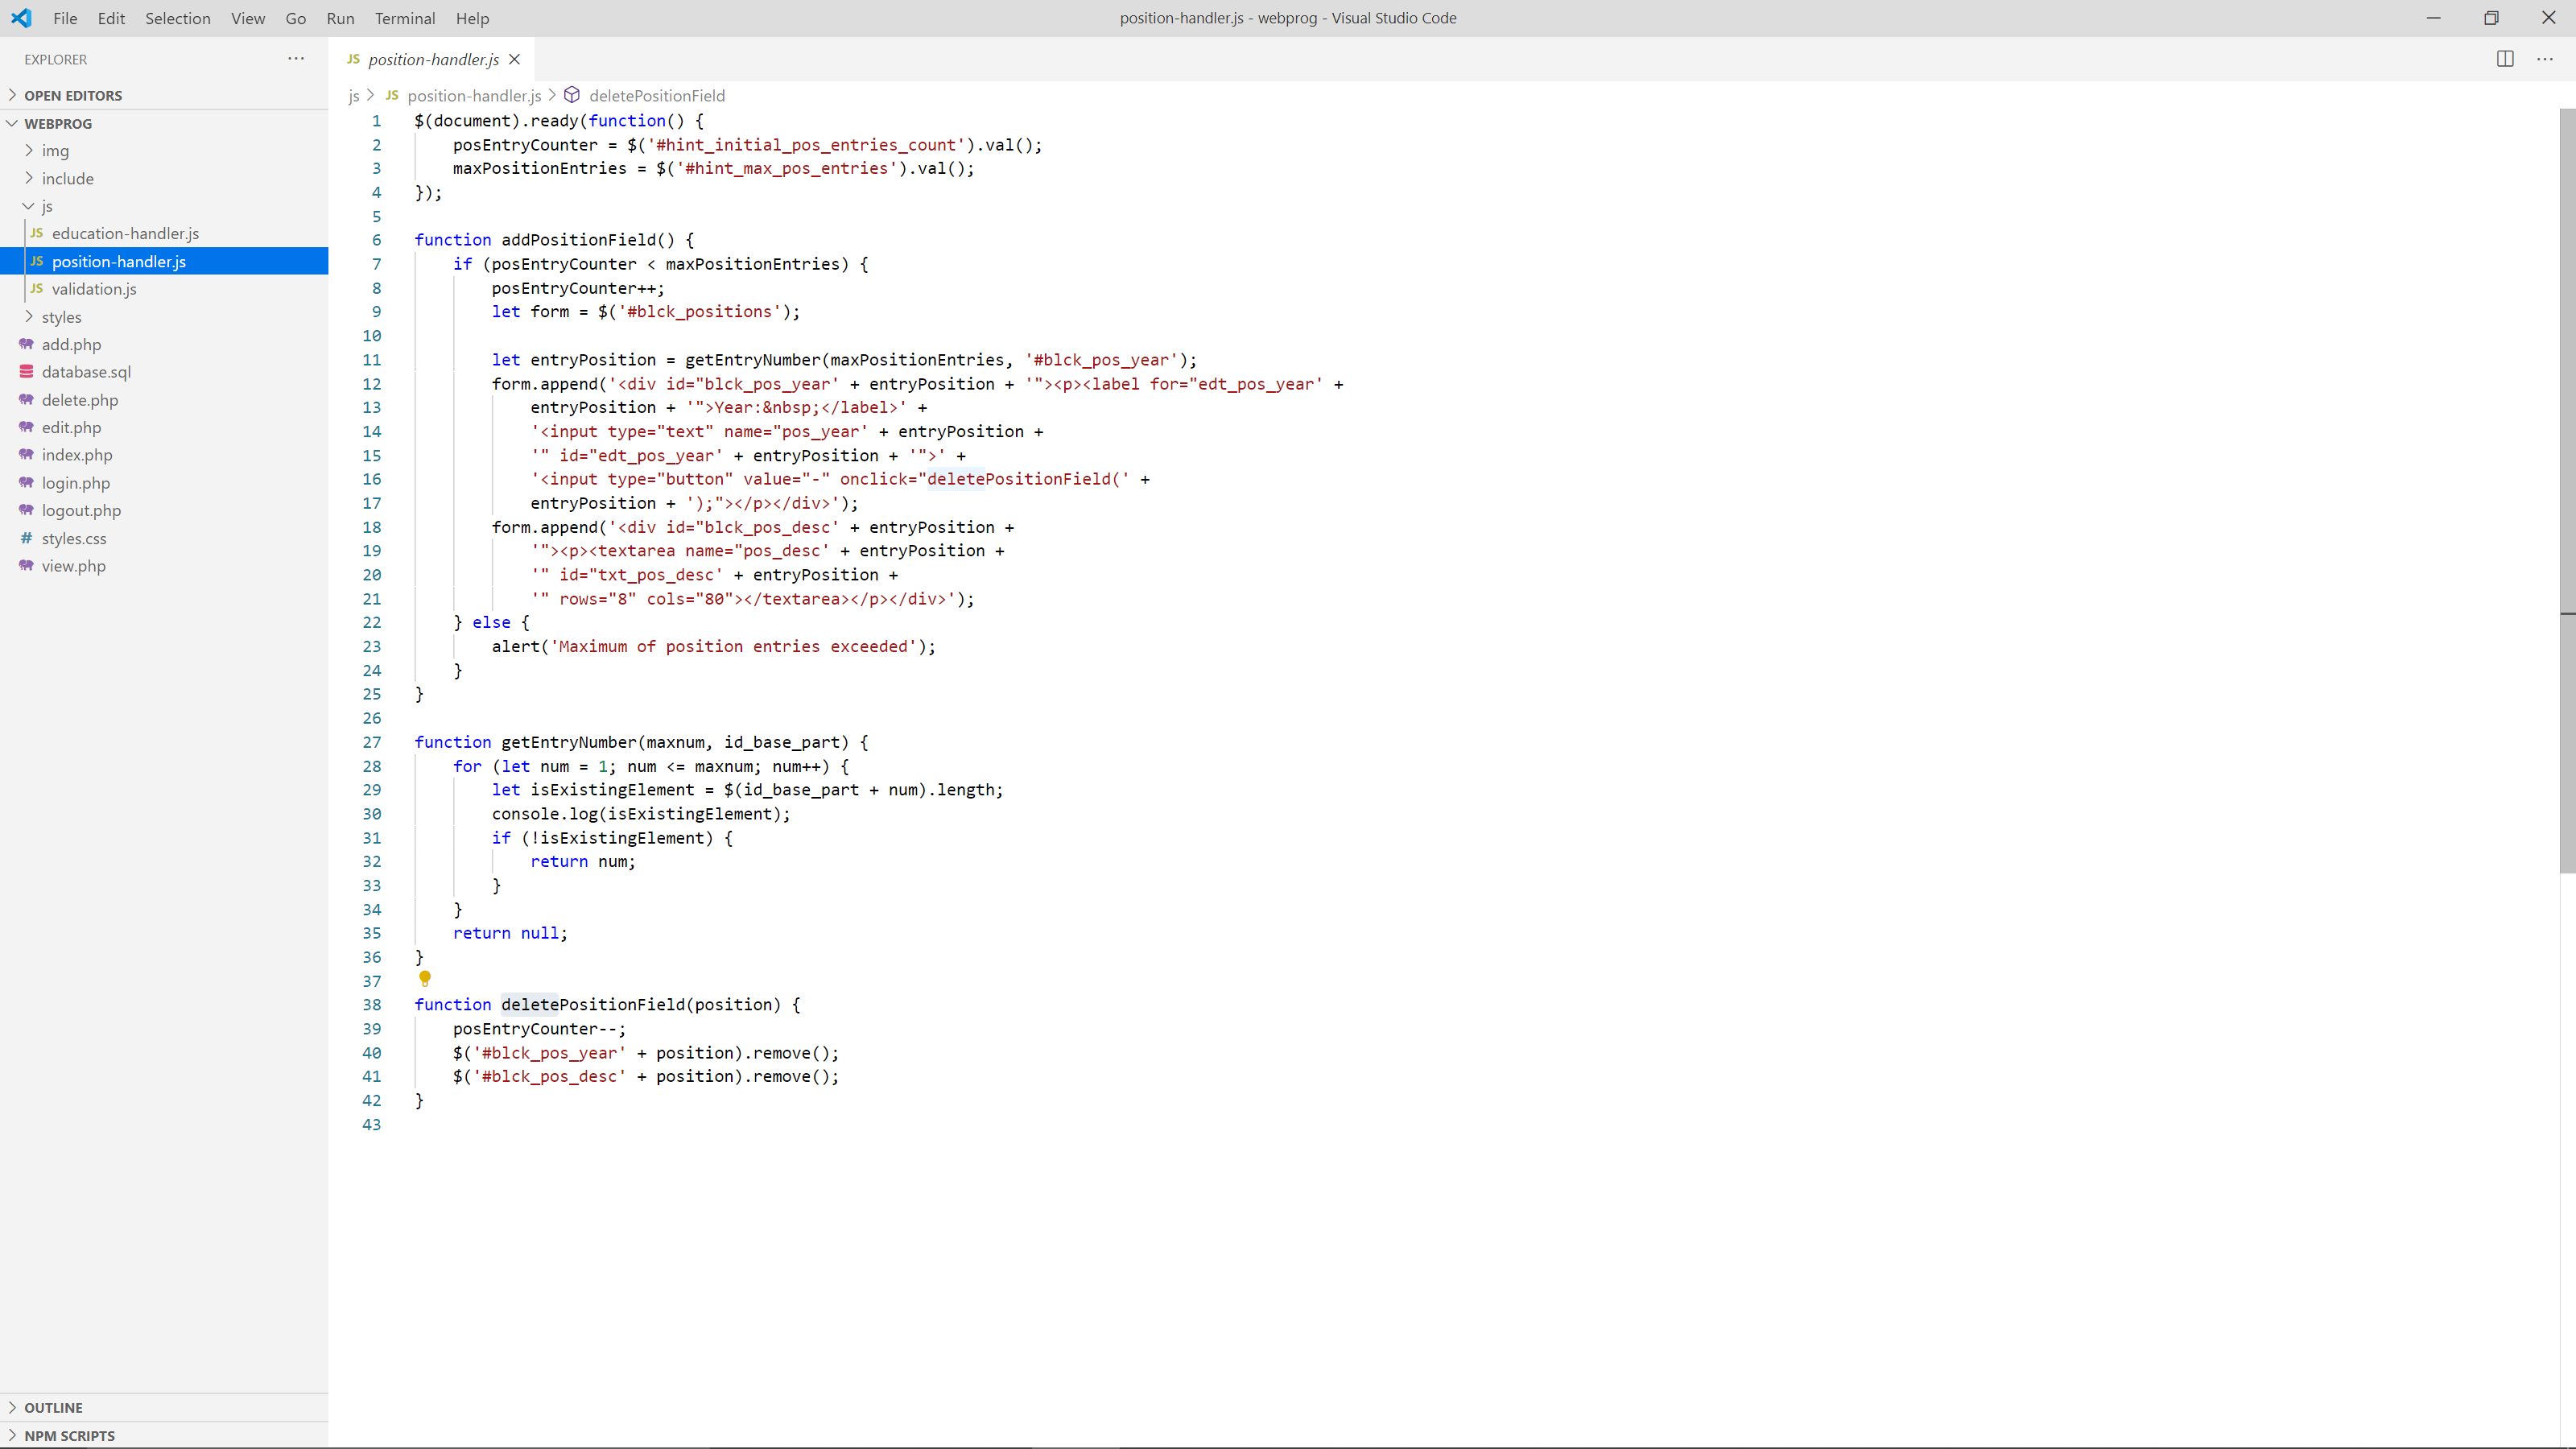 File Edit Selection View Go Run Terminal Help
position-handler.js - webprog - Visual Studio Code
EXPLORER
OPEN EDITORS
WEBPROG
img
include
js
JS education-handler.js
JS position-handler.js
JS validation.js
styles
add.php
database.sql
delete.php
edit.php
index.php
login.php
logout.php
# styles.css
view.php
OUTLINE
NPM SCRIPTS
JS position-handler.js
js > JS position-handler.js > deletePositionField
1 $(document).ready(function() {
2     posEntryCounter = $('#hint_initial_pos_entries_count').val();
3     maxPositionEntries = $('#hint_max_pos_entries').val();
4 });
5
6 function addPositionField() {
7     if (posEntryCounter < maxPositionEntries) {
8         posEntryCounter++;
9         let form = $('#blck_positions');
10
11         let entryPosition = getEntryNumber(maxPositionEntries, '#blck_pos_year');
12         form.append('<div id="blck_pos_year' + entryPosition + '"><p><label for="edt_pos_year' +
13             entryPosition + '">Year:&nbsp;</label>' +
14             '<input type="text" name="pos_year' + entryPosition +
15             '" id="edt_pos_year' + entryPosition + '">' +
16             '<input type="button" value="-" onclick="deletePositionField(' +
17             entryPosition + ');"></p></div>');
18         form.append('<div id="blck_pos_desc' + entryPosition +
19             '"><p><textarea name="pos_desc' + entryPosition +
20             '" id="txt_pos_desc' + entryPosition +
21             '" rows="8" cols="80"></textarea></p></div>');
22     } else {
23         alert('Maximum of position entries exceeded');
24     }
25 }
26
27 function getEntryNumber(maxnum, id_base_part) {
28     for (let num = 1; num <= maxnum; num++) {
29         let isExistingElement = $(id_base_part + num).length;
30         console.log(isExistingElement);
31         if (!isExistingElement) {
32             return num;
33         }
34     }
35     return null;
36 }
37
38 function deletePositionField(position) {
39     posEntryCounter--;
40     $('#blck_pos_year' + position).remove();
41     $('#blck_pos_desc' + position).remove();
42 }
43